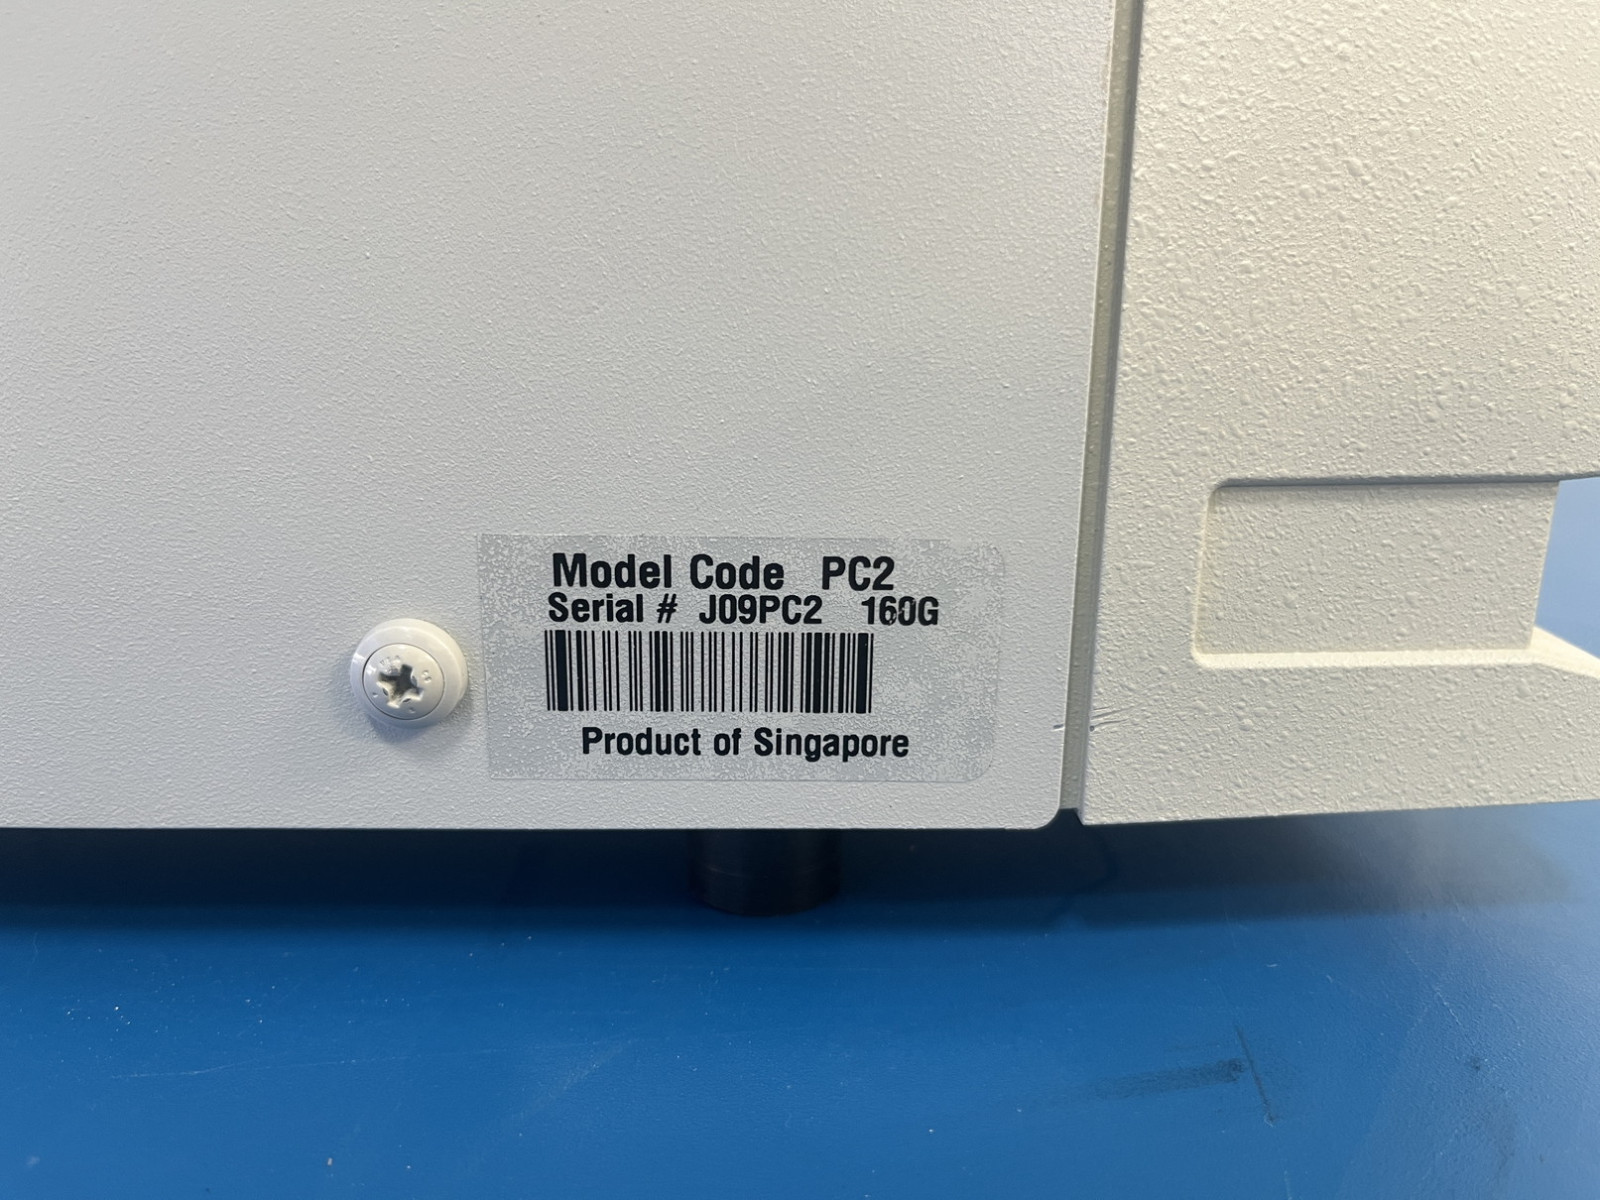 Model Code PC2
Serial # J09PC2 160G
Product of Singapore